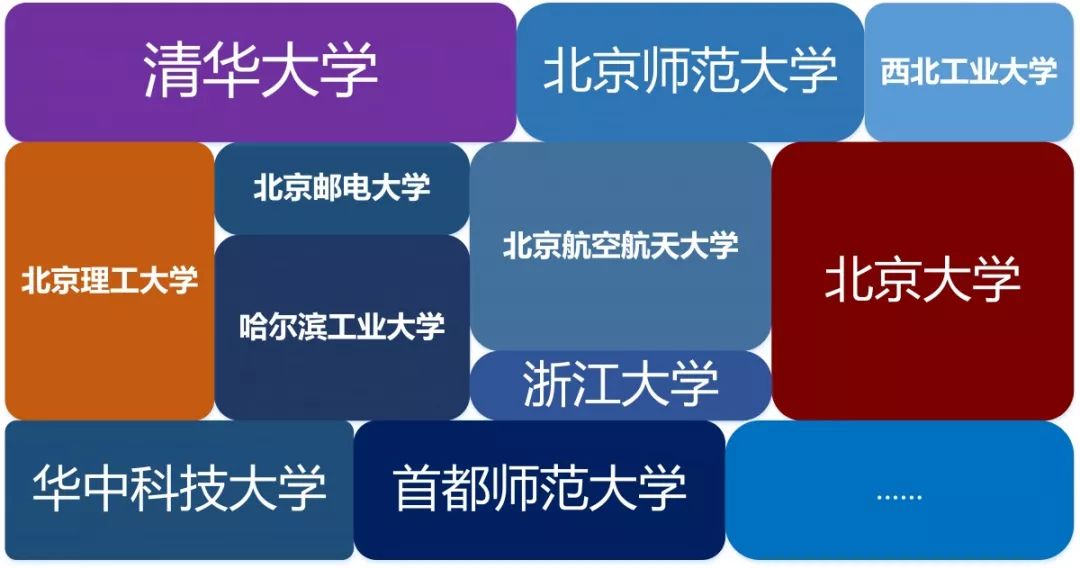 清华大学
北京师范大学
西北工业大学
北京理工大学
北京邮电大学
哈尔滨工业大学
北京航空航天大学
浙江大学
北京大学
华中科技大学
首都师范大学
......